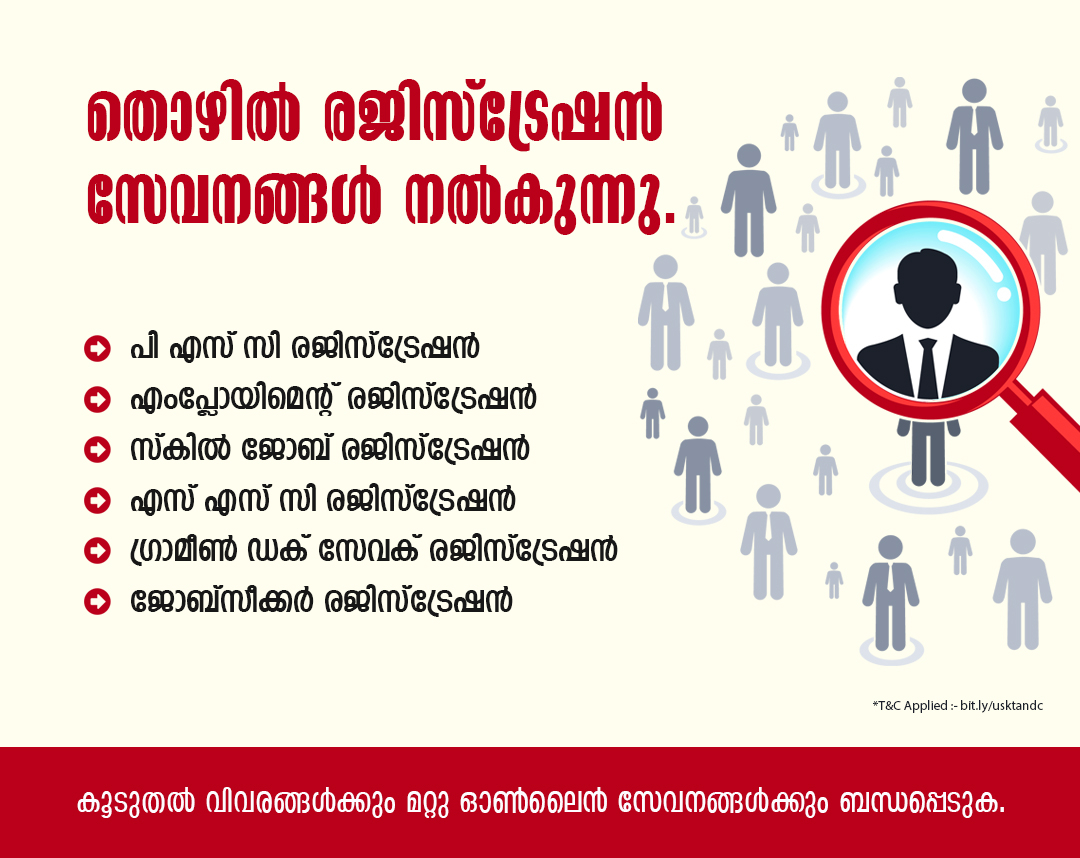 തൊഴിൽ രജിസ്ട്രേഷൻ
സേവനങ്ങൾ നൽകുന്നു.
പി എസ് സി രജിസ്ട്രേഷൻ
എംപ്ലോയിമെന്റ് രജിസ്ട്രേഷൻ
സ്കിൽ ജോബ് രജിസ്ട്രേഷൻ
എസ് എസ് സി രജിസ്ട്രേഷൻ
ഗ്രാമീൺ ഡക് സേവക് രജിസ്ട്രേഷൻ
ജോബ്സീക്കർ രജിസ്ട്രേഷൻ
*T&C Applied :- bit.ly/usktandc
കൂടുതൽ വിവരങ്ങൾക്കും മറ്റു ഓൺലൈൻ സേവനങ്ങൾക്കും ബന്ധപ്പെടുക.